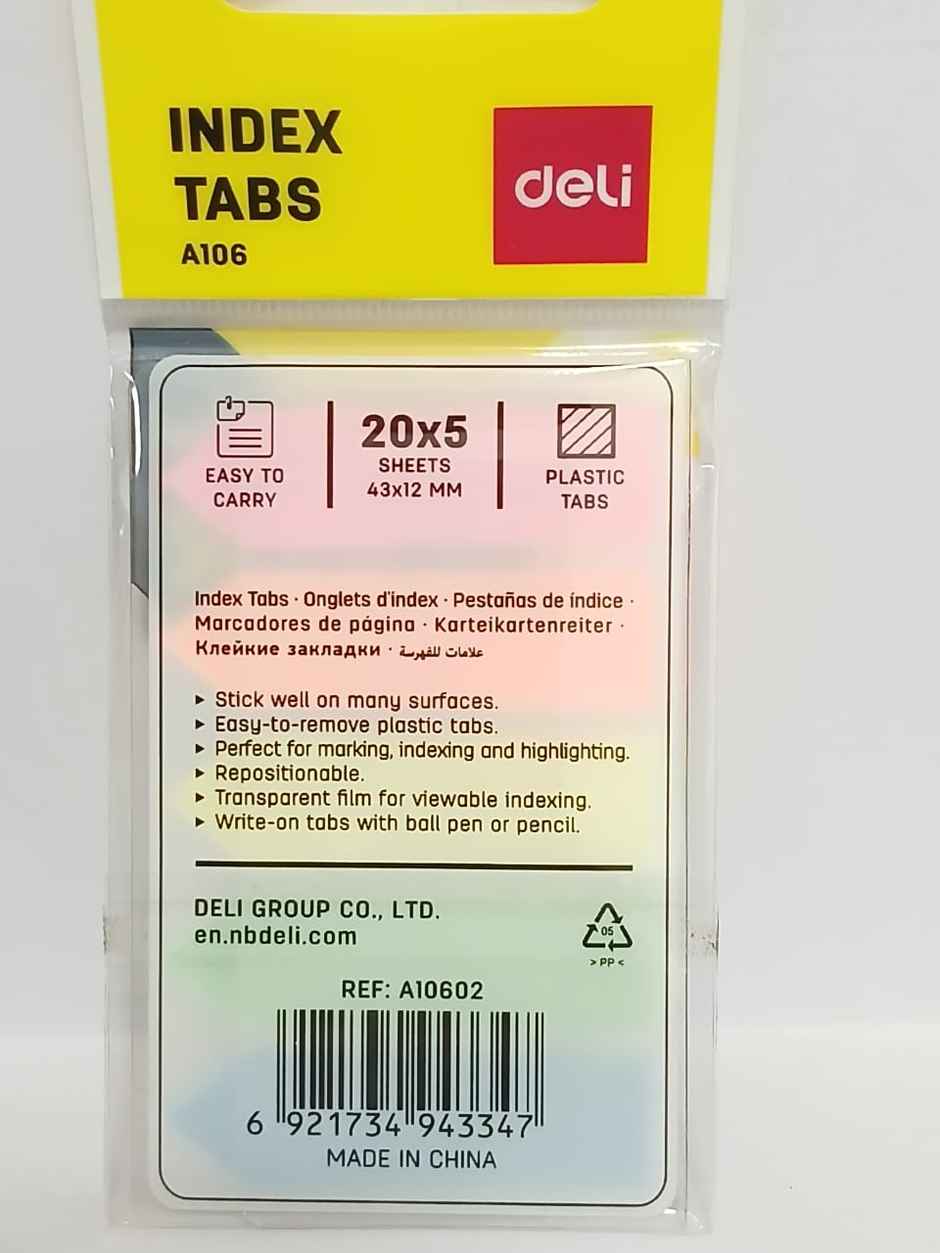 INDEX
TABS
A106
deli
EASY TO
CARRY
20x5
SHEETS
43x12 MM
PLASTIC
TABS
Index Tabs · Onglets d'index · Pestañas de índice ·
Marcadores de página · Karteikartenreiter ·
Клейкие закладки · علامات للفهرسة
▸ Stick well on many surfaces.
▸ Easy-to-remove plastic tabs.
▸ Perfect for marking, indexing and highlighting.
▸ Repositionable.
▸ Transparent film for viewable indexing.
▸ Write-on tabs with ball pen or pencil.
DELI GROUP CO., LTD.
en.nbdeli.com
05
> PP <
REF: A10602
6 921734 943347
MADE IN CHINA